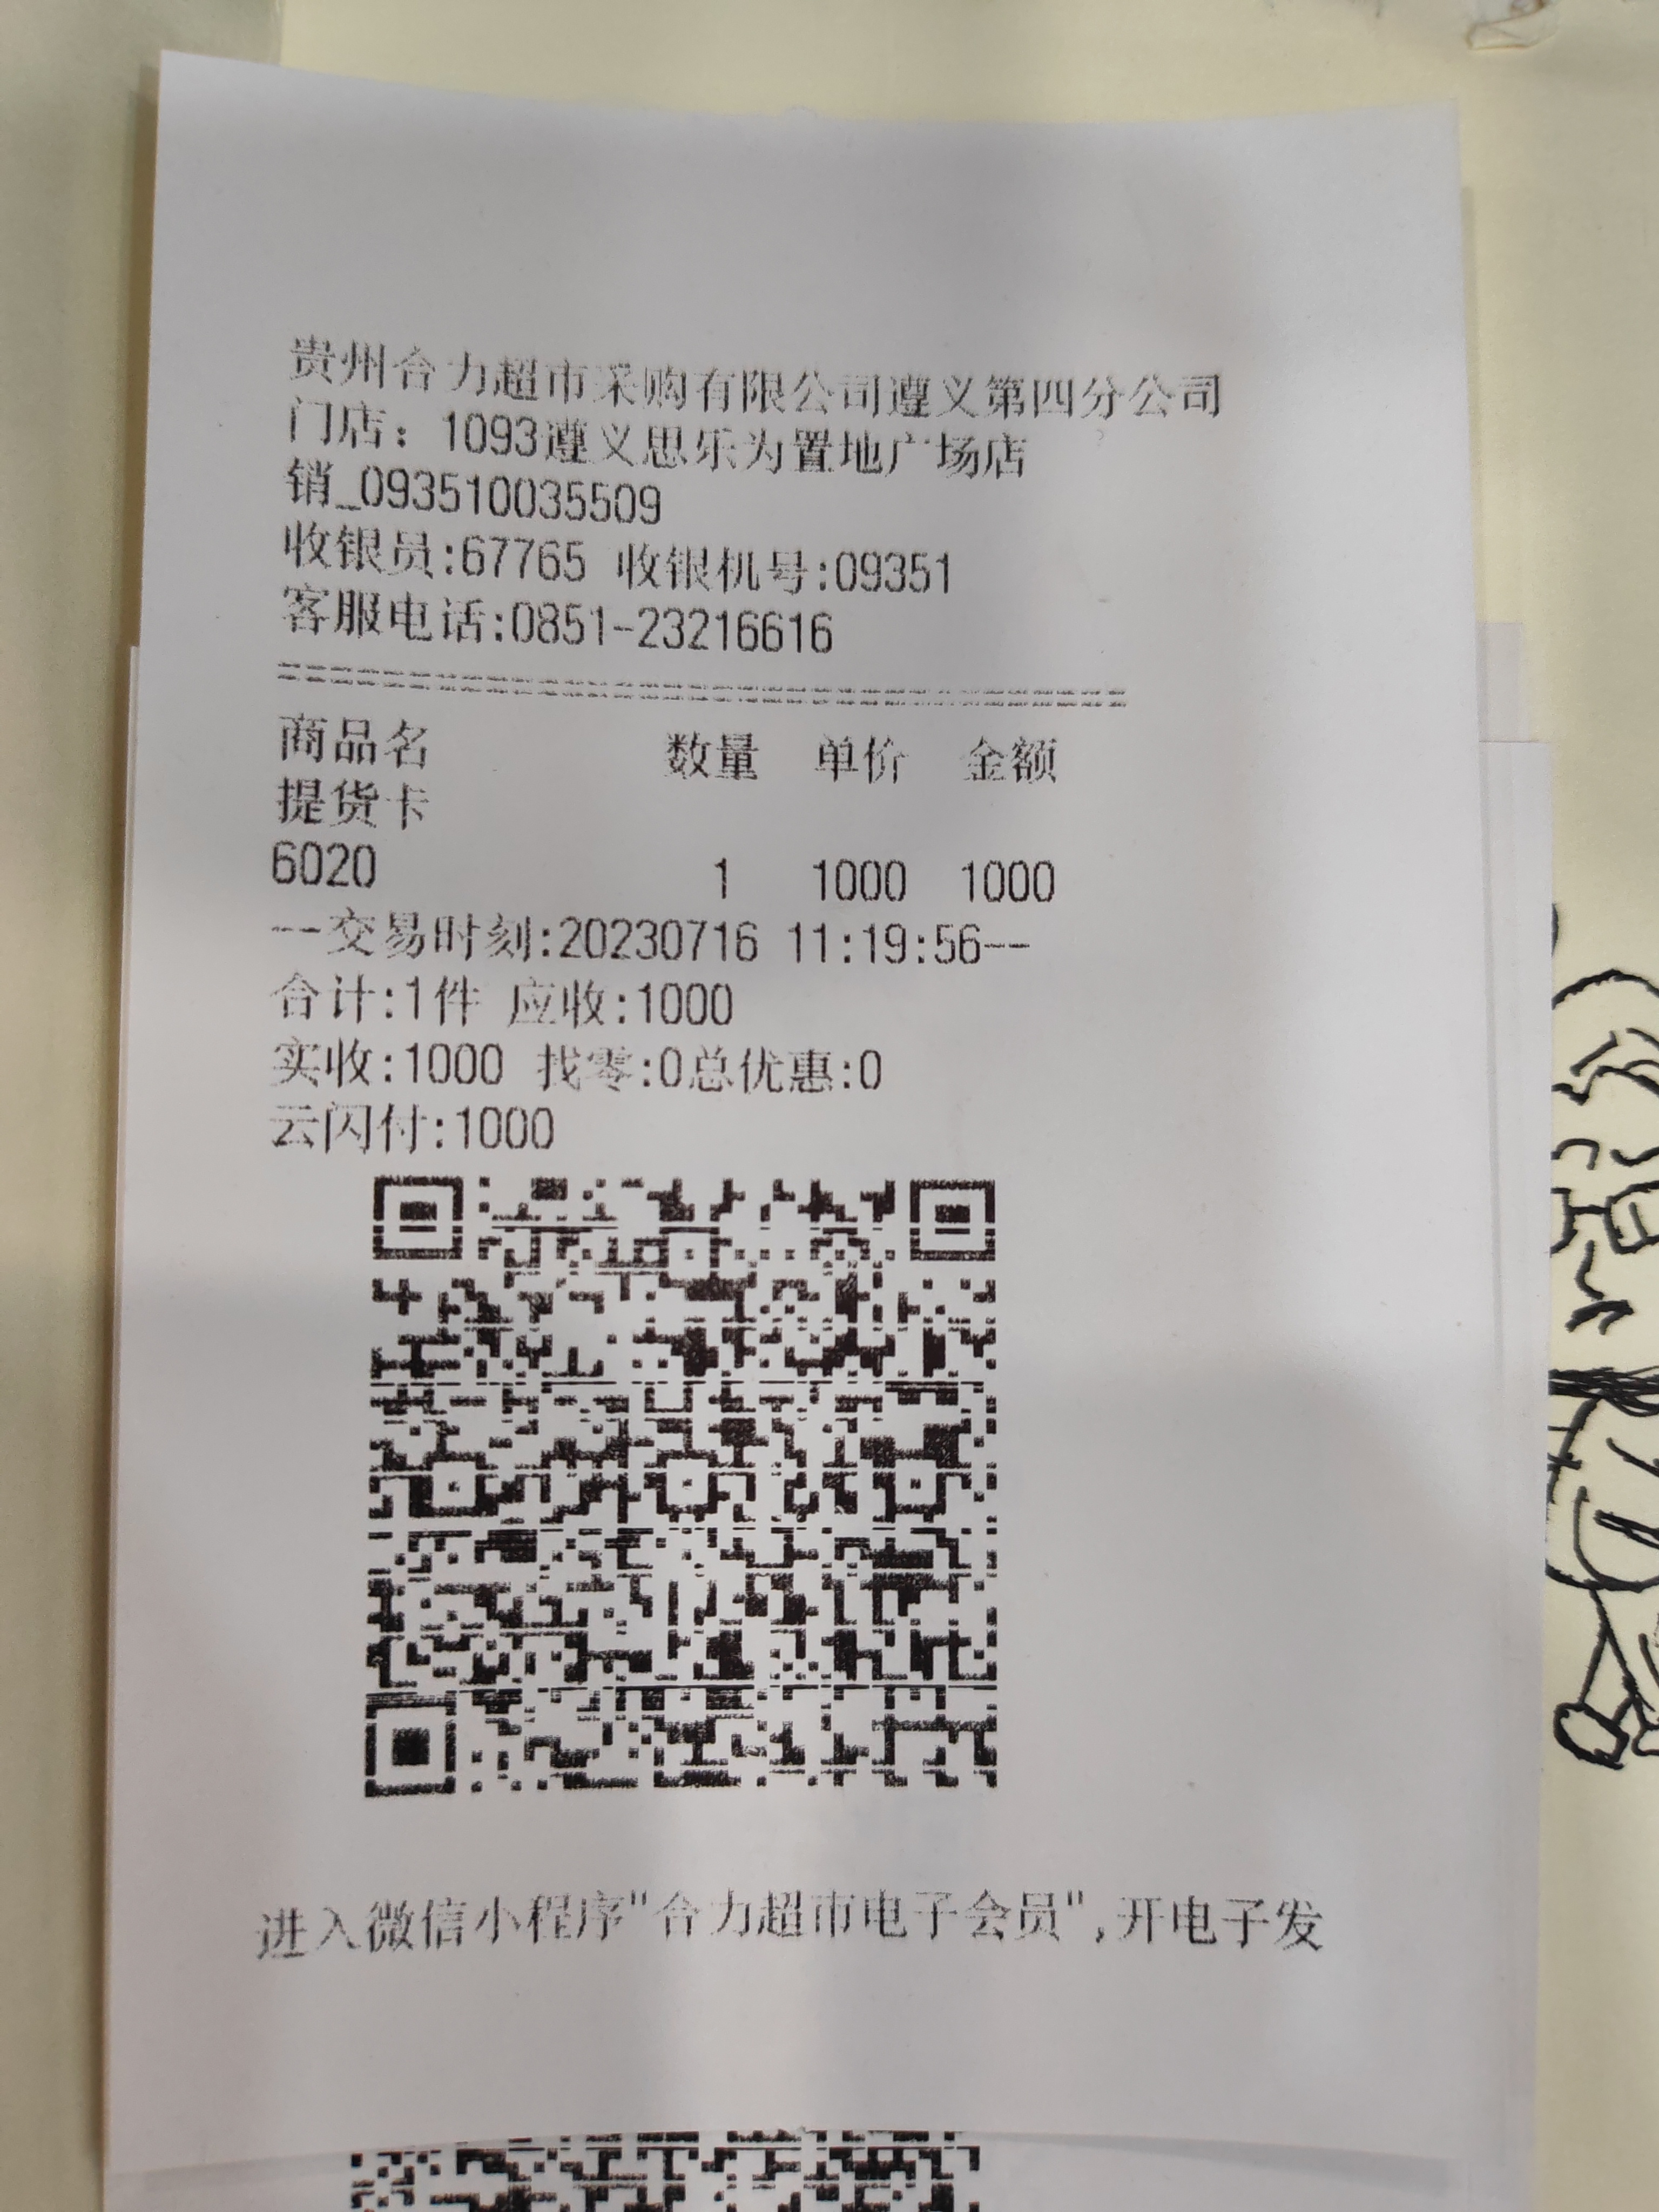 贵州合力超市采购有限公司遵义第四分公司
门店：1093遵义思乐为置地广场店
销_093510035509
收银员:67765 收银机号:09351
客服电话:0851-23216616
商品名 数量 单价 金额
提货卡
6020 1 1000 1000
--交易时刻:20230716 11:19:56--
合计:1件 应收:1000
实收:1000 找零:0总优惠:0
云闪付:1000
进入微信小程序"合力超市电子会员",开电子发